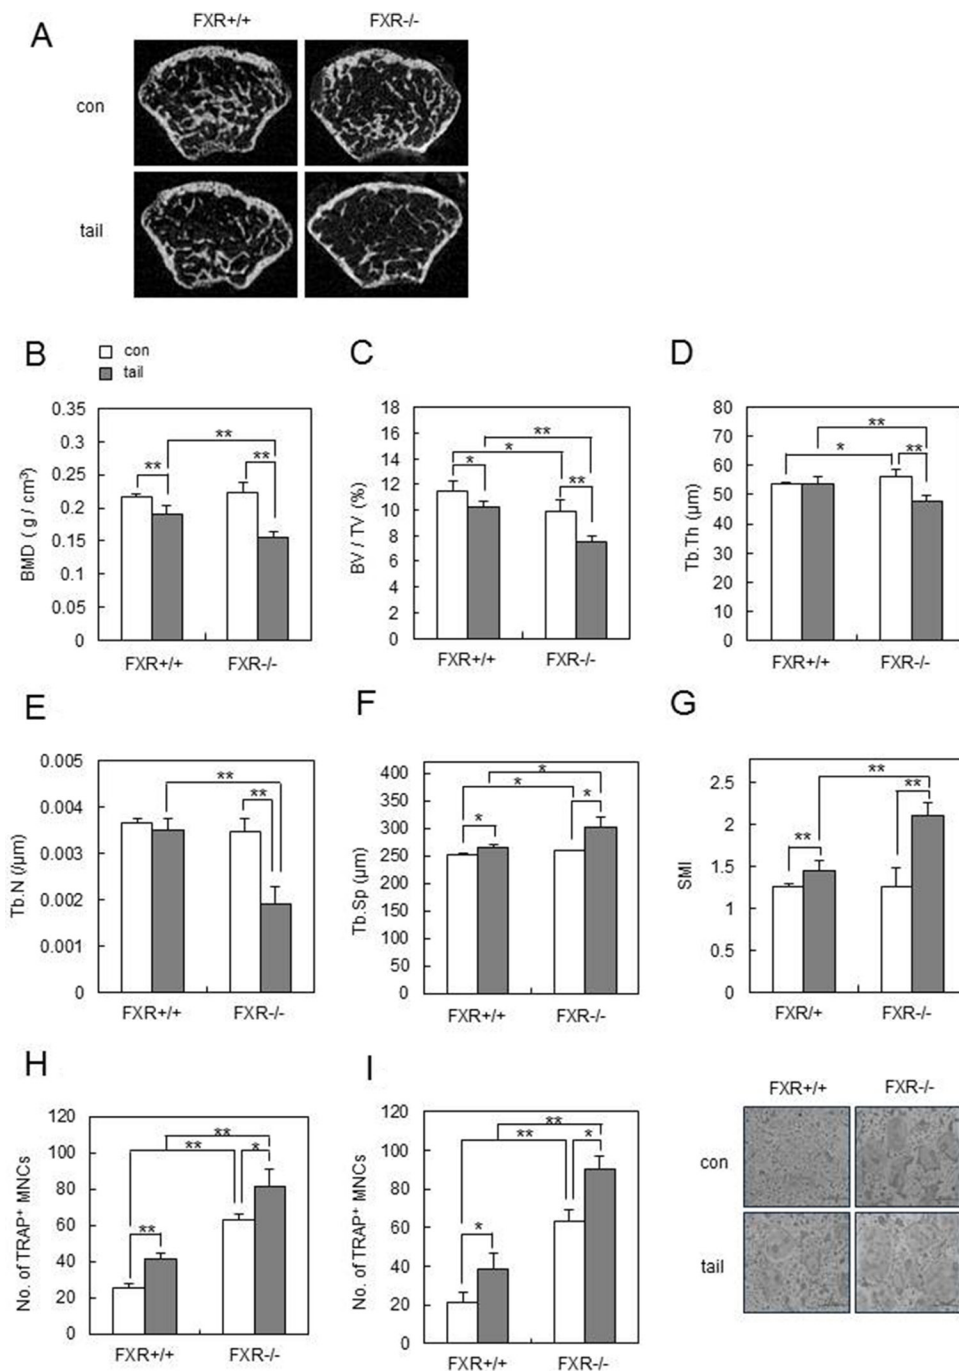 A
FXR+/+ FXR-/-
con
tail
B
con
tail
BMD ( g / cm³)
0.35
0.3
0.25
0.2
0.15
0.1
0.05
0
** ** **
FXR+/+ FXR-/-
C
BV / TV (%)
18
16
14
12
10
8
6
4
2
0
* * ** **
FXR+/+ FXR-/-
D
Tb.Th (µm)
80
70
60
50
40
30
20
10
0
* ** **
FXR+/+ FXR-/-
E
Tb.N (/µm)
0.005
0.004
0.003
0.002
0.001
0
** **
FXR+/+ FXR-/-
F
Tb.Sp (µm)
400
350
300
250
200
150
100
50
0
* * * *
FXR+/+ FXR-/-
G
SMI
2.5
2
1.5
1
0.5
0
** ** **
FXR/+ FXR-/-
H
No. of TRAP⁺ MNCs
120
100
80
60
40
20
0
** ** ** *
FXR+/+ FXR-/-
I
No. of TRAP⁺ MNCs
120
100
80
60
40
20
0
* ** ** *
FXR+/+ FXR-/-
FXR+/+ FXR-/-
con
tail